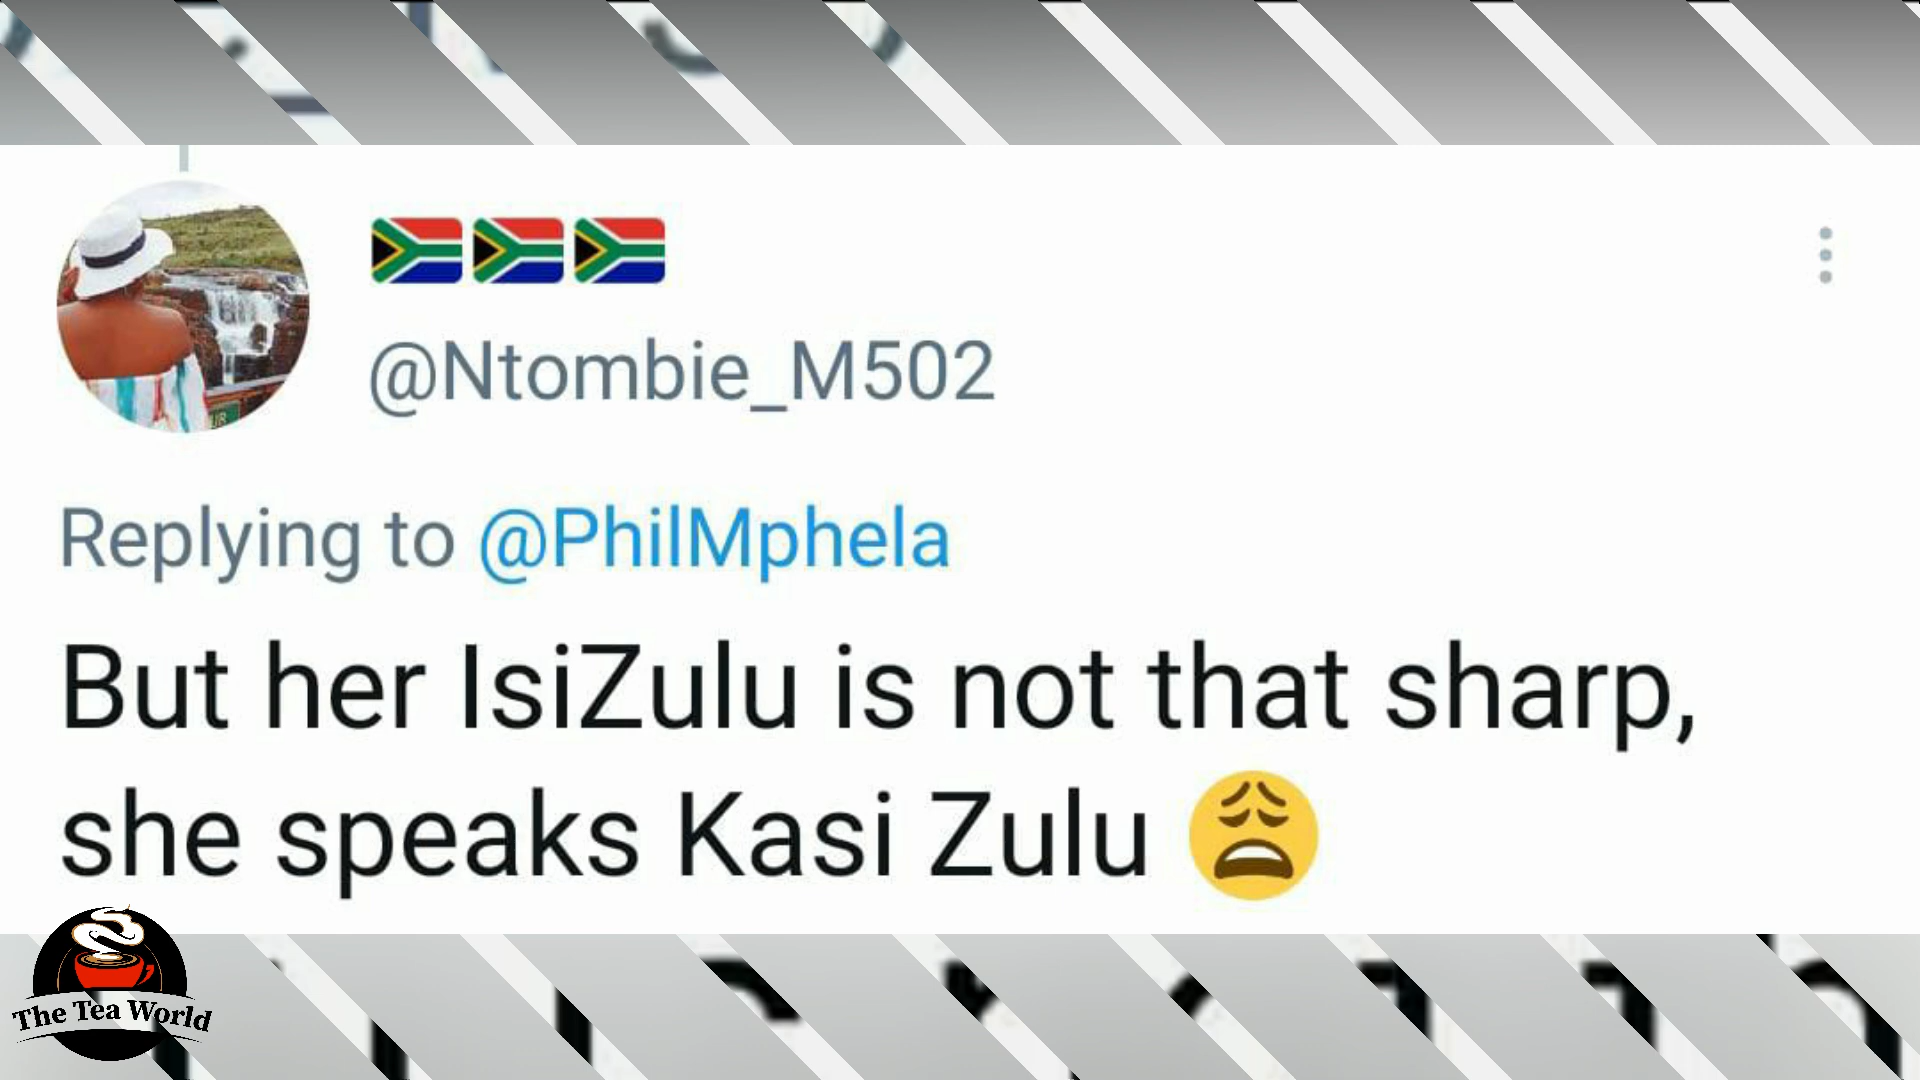 🇿🇦🇿🇦🇿🇦
@Ntombie_M502
Replying to @PhilMphela
But her IsiZulu is not that sharp,
she speaks Kasi Zulu 😩
The Tea World